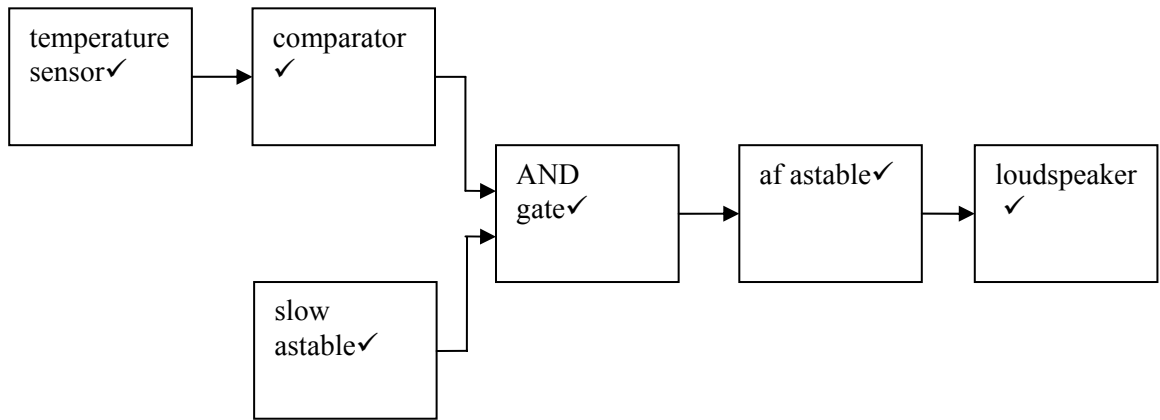 temperature
sensor✓
comparator
✓
AND
gate✓
af astable✓
loudspeaker
✓
slow
astable✓